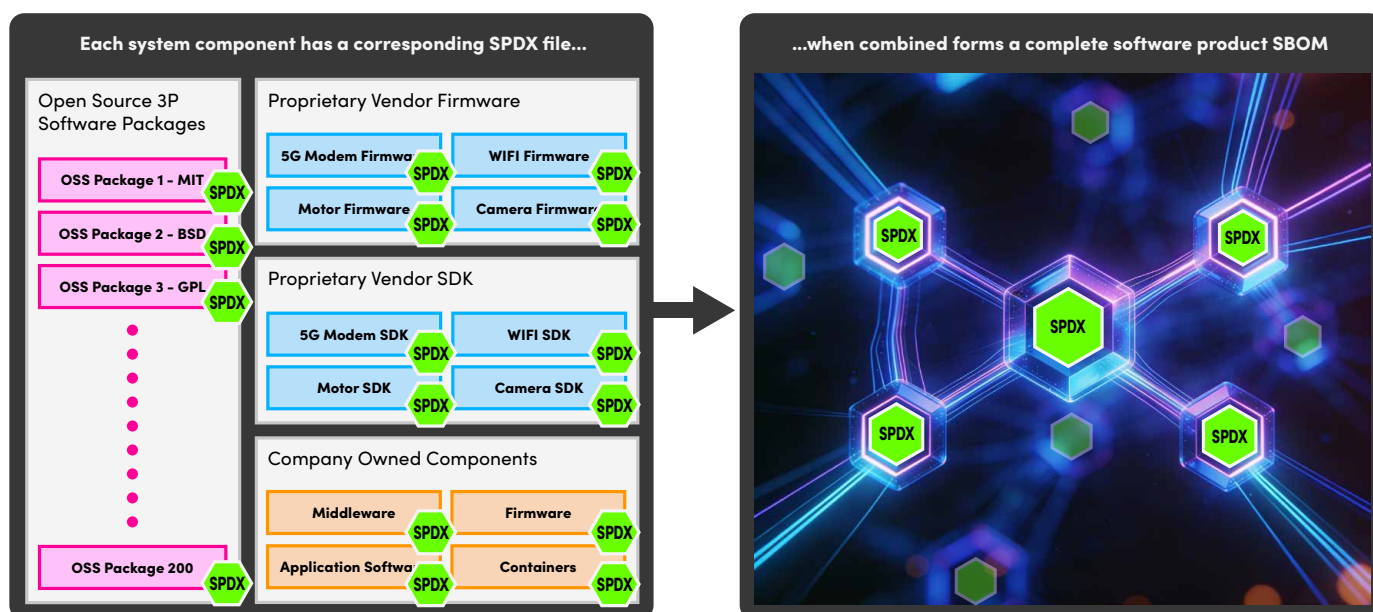 Each system component has a corresponding SPDX file...
Open Source 3P
Software Packages
OSS Package 1 - MIT
SPDX
OSS Package 2 - BSD
SPDX
OSS Package 3 - GPL
SPDX
OSS Package 200
SPDX
Proprietary Vendor Firmware
5G Modem Firmwa
SPDX
WIFI Firmware
SPDX
Motor Firmware
SPDX
Camera Firmware
SPDX
Proprietary Vendor SDK
5G Modem SDK
SPDX
WIFI SDK
SPDX
Motor SDK
SPDX
Camera SDK
SPDX
Company Owned Components
Middleware
SPDX
Firmware
SPDX
Application Softwa
SPDX
Containers
SPDX
...when combined forms a complete software product SBOM
SPDX
SPDX
SPDX
SPDX
SPDX